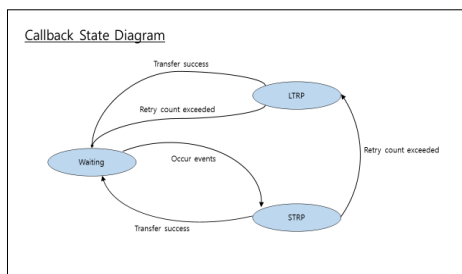 Callback State Diagram
Transfer success
LTRP
Retry count exceeded
Waiting
Occur events
Retry count exceeded
STRP
Transfer success